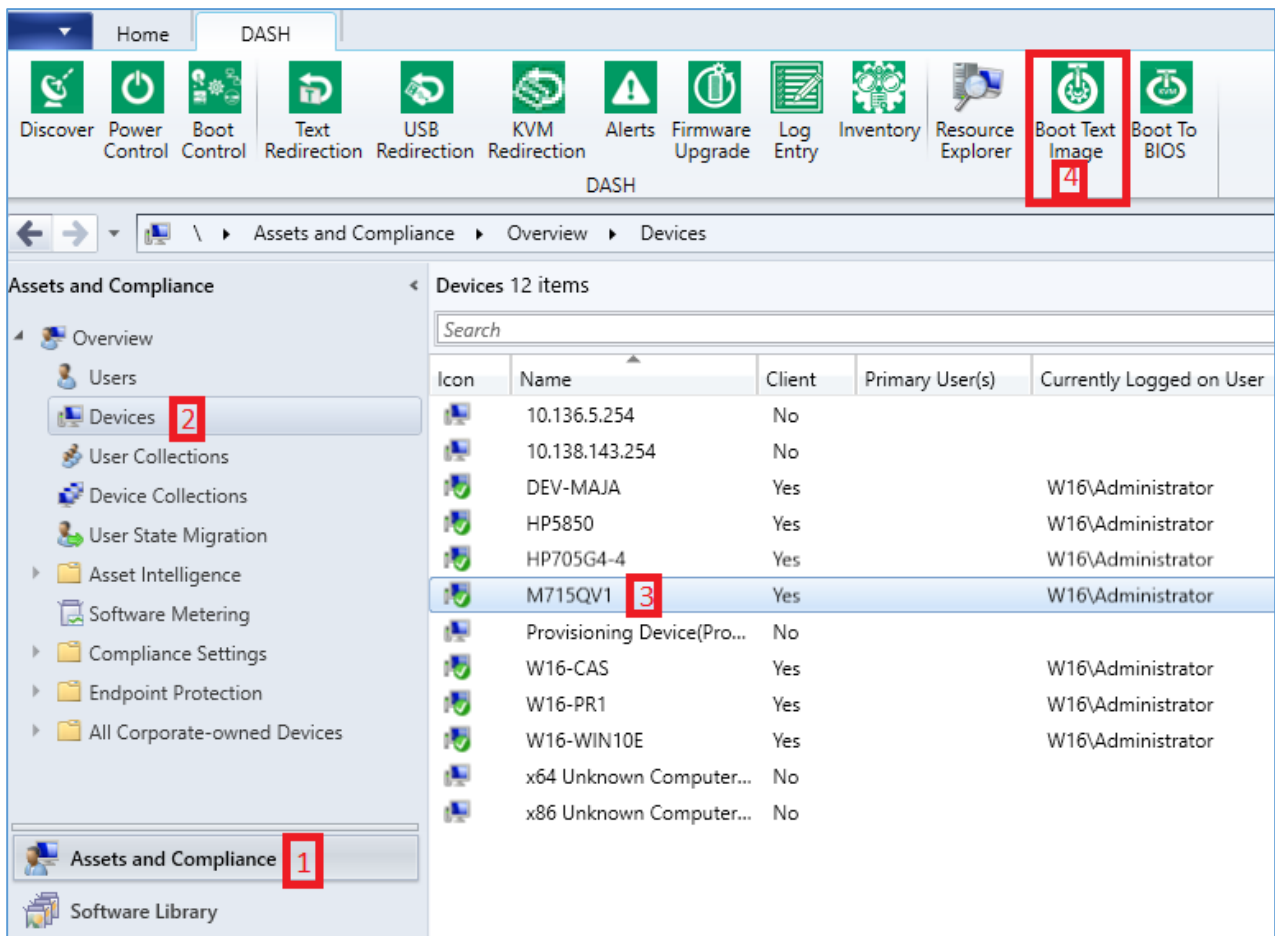 Home DASH
Discover Power Control Boot Control Text Redirection USB Redirection KVM Redirection Alerts Firmware Upgrade Log Entry Inventory Resource Explorer Boot Text Image 4 Boot To BIOS
DASH
\ Assets and Compliance Overview Devices
Assets and Compliance
Overview
Users
Devices 2
User Collections
Device Collections
User State Migration
Asset Intelligence
Software Metering
Compliance Settings
Endpoint Protection
All Corporate-owned Devices
Assets and Compliance 1
Software Library
Devices 12 items
Search
Icon Name Client Primary User(s) Currently Logged on User
10.136.5.254 No
10.138.143.254 No
DEV-MAJA Yes W16\Administrator
HP5850 Yes W16\Administrator
HP705G4-4 Yes W16\Administrator
M715QV1 3 Yes W16\Administrator
Provisioning Device(Pro... No
W16-CAS Yes W16\Administrator
W16-PR1 Yes W16\Administrator
W16-WIN10E Yes W16\Administrator
x64 Unknown Computer... No
x86 Unknown Computer... No